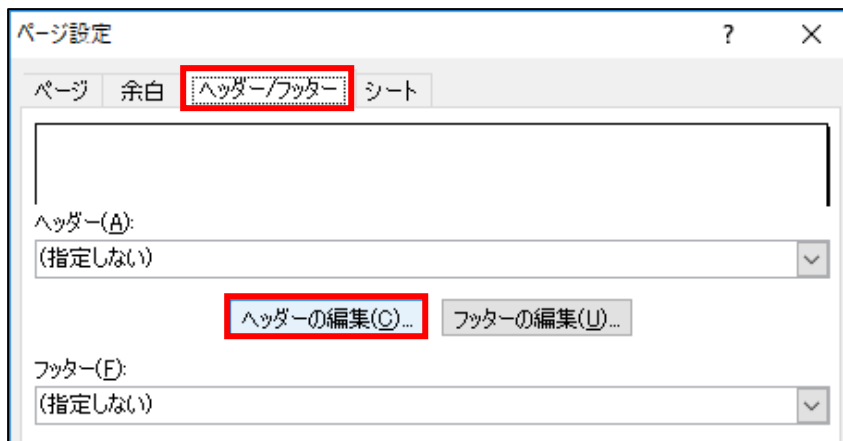 ページ設定 ? ×
ページ 余白 ヘッダー/フッター シート
ヘッダー(A):
(指定しない)
ヘッダーの編集(C)... フッターの編集(U)...
フッター(F):
(指定しない)